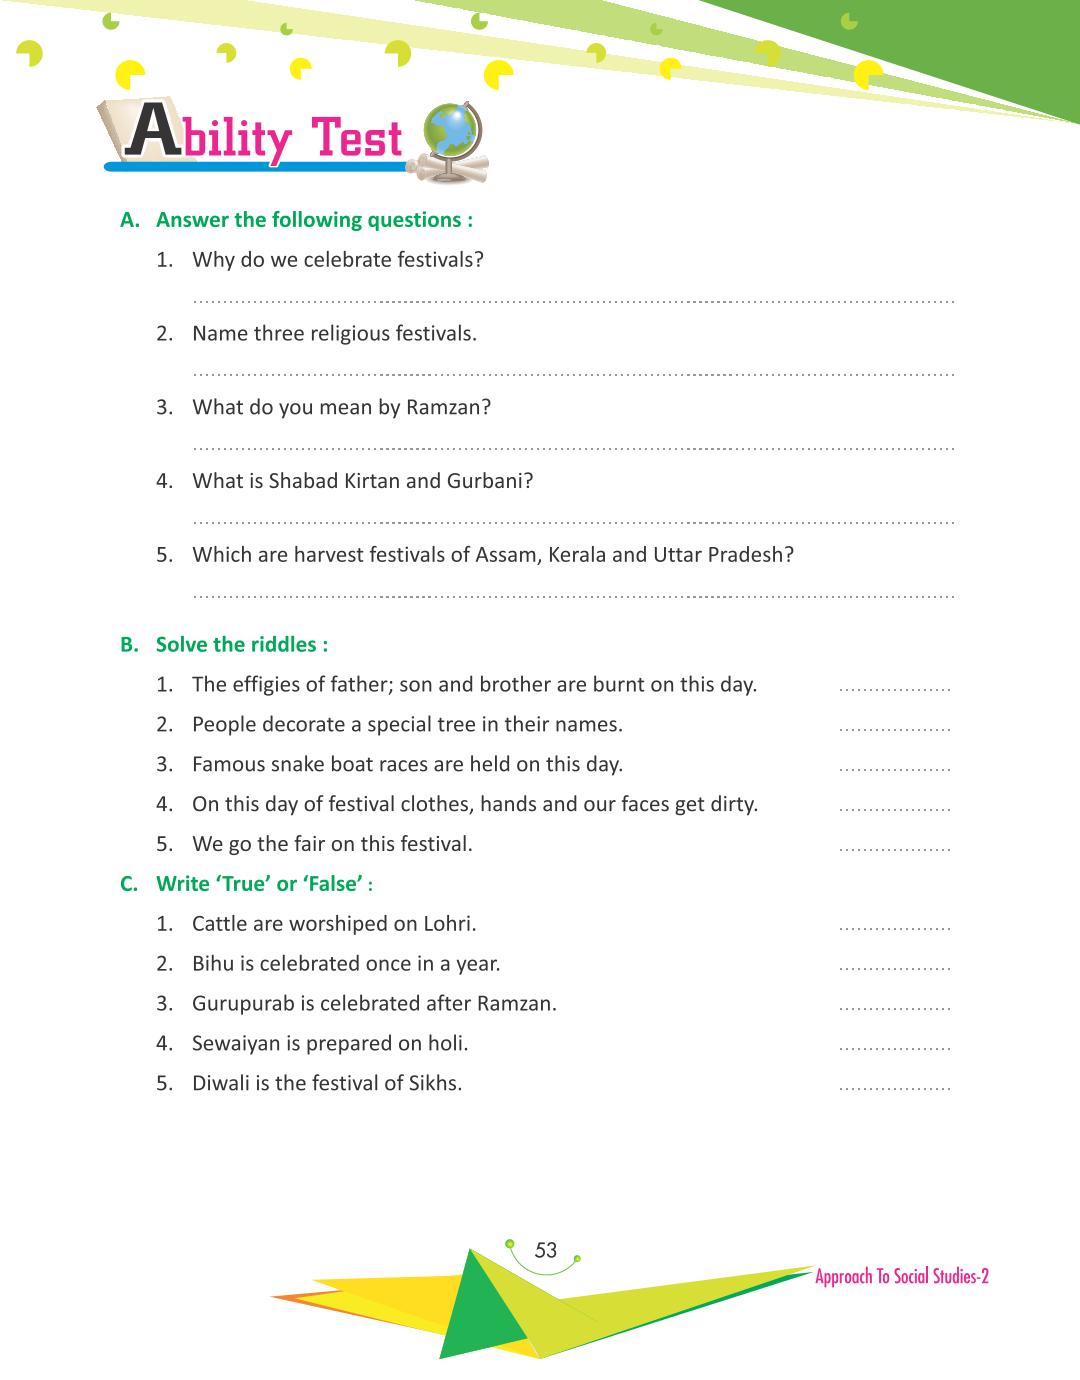 Ability Test
A. Answer the following questions :
1. Why do we celebrate festivals?
2. Name three religious festivals.
3. What do you mean by Ramzan?
4. What is Shabad Kirtan and Gurbani?
5. Which are harvest festivals of Assam, Kerala and Uttar Pradesh?
B. Solve the riddles :
1. The effigies of father; son and brother are burnt on this day. ...................
2. People decorate a special tree in their names. ...................
3. Famous snake boat races are held on this day. ...................
4. On this day of festival clothes, hands and our faces get dirty. ...................
5. We go the fair on this festival. ...................
C. Write ‘True’ or ‘False’ :
1. Cattle are worshiped on Lohri. ...................
2. Bihu is celebrated once in a year. ...................
3. Gurupurab is celebrated after Ramzan. ...................
4. Sewaiyan is prepared on holi. ...................
5. Diwali is the festival of Sikhs. ...................
53
Approach To Social Studies-2